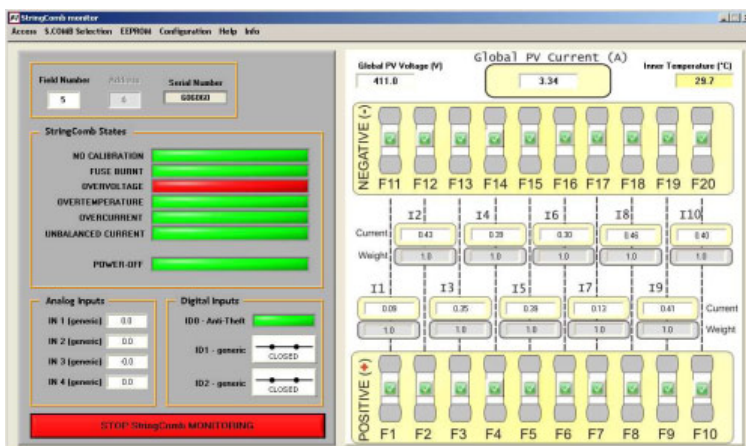 StringComb monitor
Access S.COMB Selection EEPROM Configuration Help Info
Field Number Address Serial Number
5 6 G06060
StringComb States
NO CALIBRATION
FUSE BURNT
OVERVOLTAGE
OVERTEMPERATURE
OVERCURRENT
UNBALANCED CURRENT
POWER-OFF
Analog Inputs
IN 1 (generic) 0.0
IN 2 (generic) 0.0
IN 3 (generic) -0.0
IN 4 (generic) 0.0
Digital Inputs
ID0 - Anti-Theft
ID1 - generic CLOSED
ID2 - generic CLOSED
STOP StringComb MONITORING
Global PV Voltage (V) Global PV Current (A) Inner Temperature (°C)
411.0 3.34 29.7
NEGATIVE (-)
F11 F12 F13 F14 F15 F16 F17 F18 F19 F20
I2 I4 I6 I8 I10
Current 0.43 0.39 0.30 0.46 0.40
Weight 1.0 1.0 1.0 1.0 1.0
I1 I3 I5 I7 I9
0.09 0.35 0.39 0.13 0.41 Current
1.0 1.0 1.0 1.0 1.0 Weight
POSITIVE (+)
F1 F2 F3 F4 F5 F6 F7 F8 F9 F10